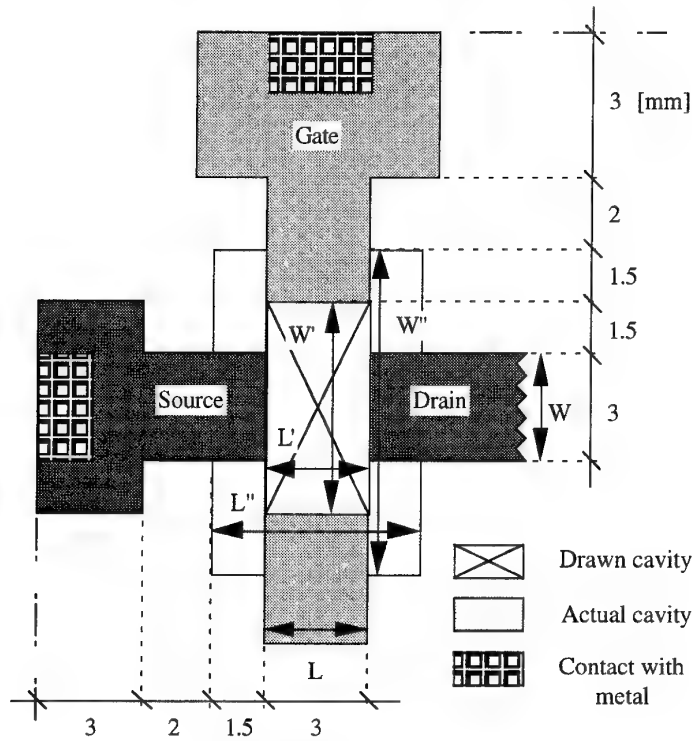 3 [mm]
Gate
2
1.5
W'
W"
1.5
Source
Drain
W
3
L'
L"
Drawn cavity
Actual cavity
L
Contact with
metal
3
2
1.5
3